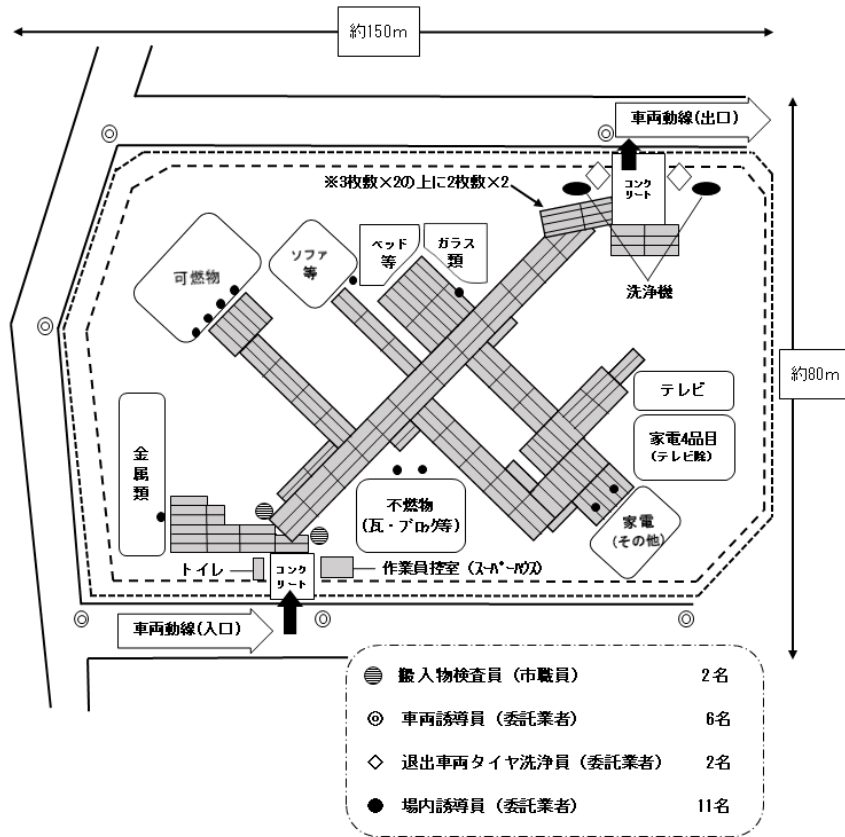 約150m
車両動線(出口)
※3枚敷×2の上に2枚敷×2
コンク
リート
ベッド
等
ガラス
類
ソファ
等
可燃物
洗浄機
約80m
テレビ
家電4品目
(テレビ除)
金
属
類
不燃物
(瓦・ブロック等)
家電
(その他)
トイレ
コンク
リート
作業員控室 (スーパーハウス)
車両動線(入口)
搬入物検査員 (市職員) 2名
車両誘導員 (委託業者) 6名
退出車両タイヤ洗浄員 (委託業者) 2名
場内誘導員 (委託業者) 11名